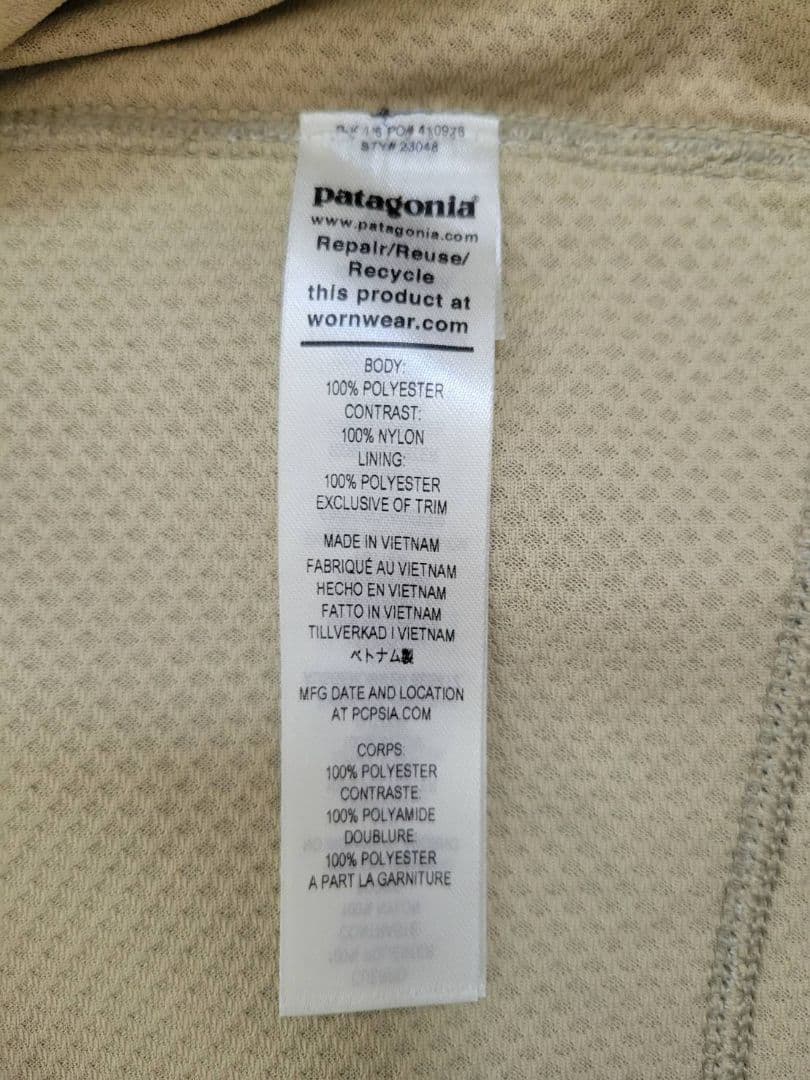 PO# 410928
STY# 23048
patagonia
www.patagonia.com
Repair/Reuse/
Recycle
this product at
wornwear.com
BODY:
100% POLYESTER
CONTRAST:
100% NYLON
LINING:
100% POLYESTER
EXCLUSIVE OF TRIM
MADE IN VIETNAM
FABRIQUÉ AU VIETNAM
HECHO EN VIETNAM
FATTO IN VIETNAM
TILLVERKAD I VIETNAM
ベトナム製
MFG DATE AND LOCATION
AT PCPSIA.COM
CORPS:
100% POLYESTER
CONTRASTE:
100% POLYAMIDE
DOUBLURE:
100% POLYESTER
A PART LA GARNITURE